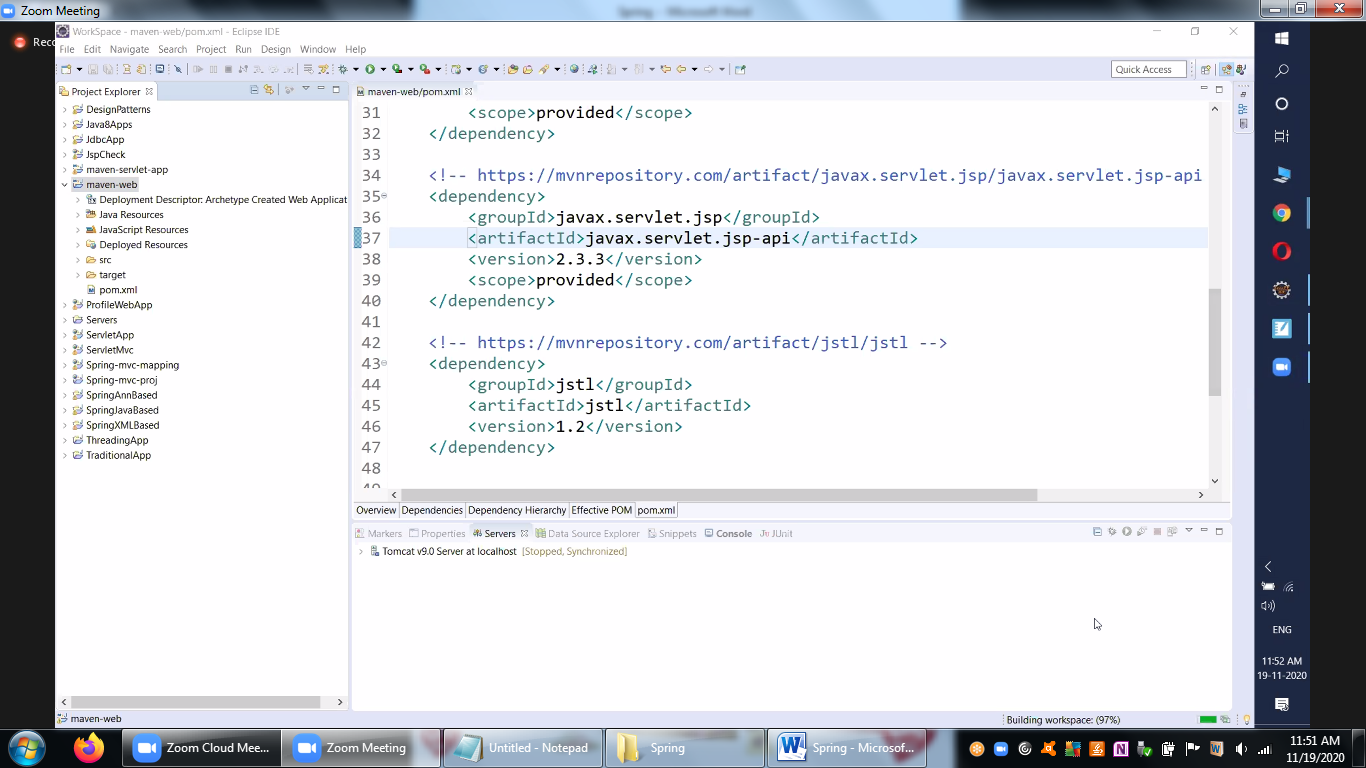 Zoom Meeting
Spring - Microsoft Word
WorkSpace - maven-web/pom.xml - Eclipse IDE
File Edit Navigate Search Project Run Design Window Help
Quick Access
Project Explorer
DesignPatterns
Java8Apps
JdbcApp
JspCheck
maven-servlet-app
maven-web
Deployment Descriptor: Archetype Created Web Applicat
Java Resources
JavaScript Resources
Deployed Resources
src
target
pom.xml
ProfileWebApp
Servers
ServletApp
ServletMvc
Spring-mvc-mapping
Spring-mvc-proj
SpringAnnBased
SpringJavaBased
SpringXMLBased
ThreadingApp
TraditionalApp
maven-web/pom.xml
31 <scope>provided</scope>
32 </dependency>
33
34 <!-- https://mvnrepository.com/artifact/javax.servlet.jsp/javax.servlet.jsp-api
35 <dependency>
36 <groupId>javax.servlet.jsp</groupId>
37 <artifactId>javax.servlet.jsp-api</artifactId>
38 <version>2.3.3</version>
39 <scope>provided</scope>
40 </dependency>
41
42 <!-- https://mvnrepository.com/artifact/jstl/jstl -->
43 <dependency>
44 <groupId>jstl</groupId>
45 <artifactId>jstl</artifactId>
46 <version>1.2</version>
47 </dependency>
48
Overview Dependencies Dependency Hierarchy Effective POM pom.xml
Markers Properties Servers Data Source Explorer Snippets Console JUnit
Tomcat v9.0 Server at localhost [Stopped, Synchronized]
ENG
11:52 AM
19-11-2020
maven-web
Building workspace: (97%)
Zoom Cloud Mee... Zoom Meeting Untitled - Notepad Spring Spring - Microsof...
11:51 AM
11/19/2020